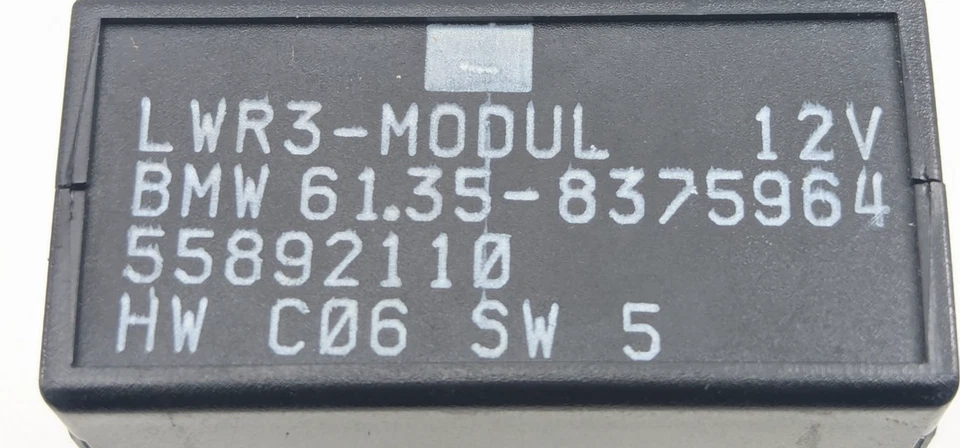 LWR3-MODUL 12V
BMW 61.35-8375964
55892110
HW C06 SW 5